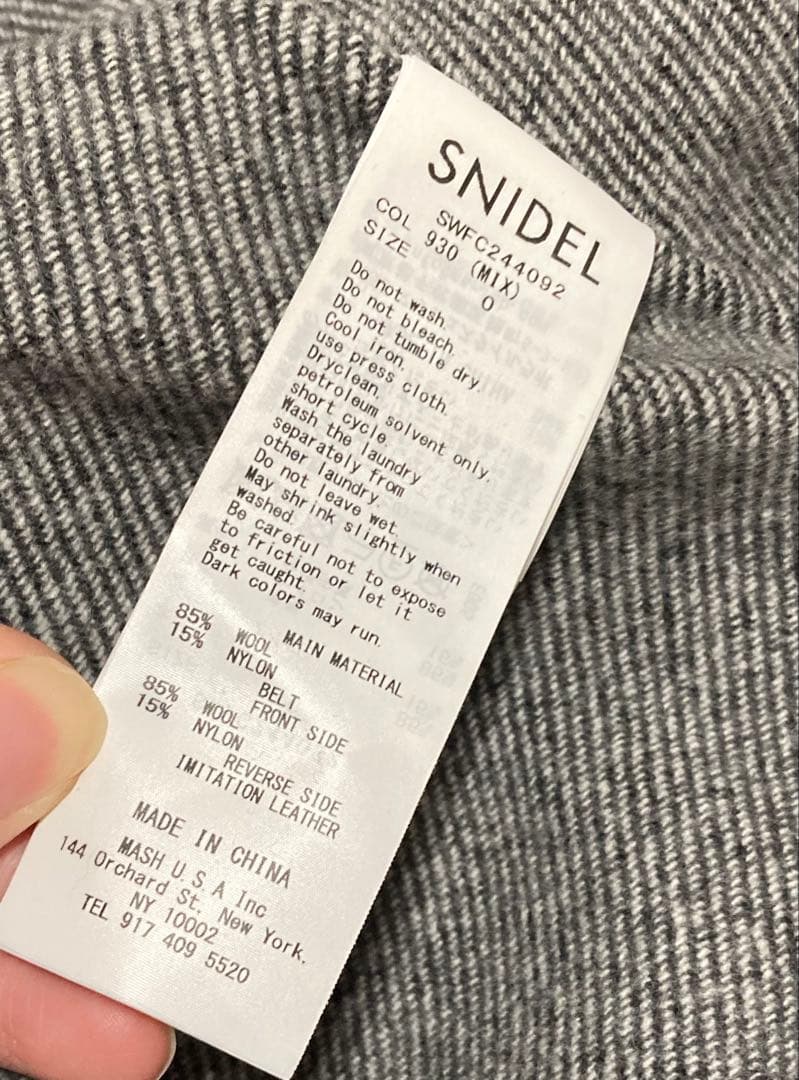 SNIDEL
SWFC244092
COL 930 (MIX)
SIZE 0
Do not wash.
Do not bleach.
Do not tumble dry.
Cool iron.
use press cloth.
Dryclean.
petroleum solvent only.
short cycle.
Wash the laundry
separately from
other laundry.
Do not leave wet.
May shrink slightly when
washed.
Be careful not to expose
to friction or let it
get caught.
Dark colors may run.
MAIN MATERIAL
85% WOOL
15% NYLON
BELT
FRONT SIDE
85% WOOL
15% NYLON
REVERSE SIDE
IMITATION LEATHER
MADE IN CHINA
MASH U S A Inc
144 Orchard St. New York.
NY 10002
TEL 917 409 5520